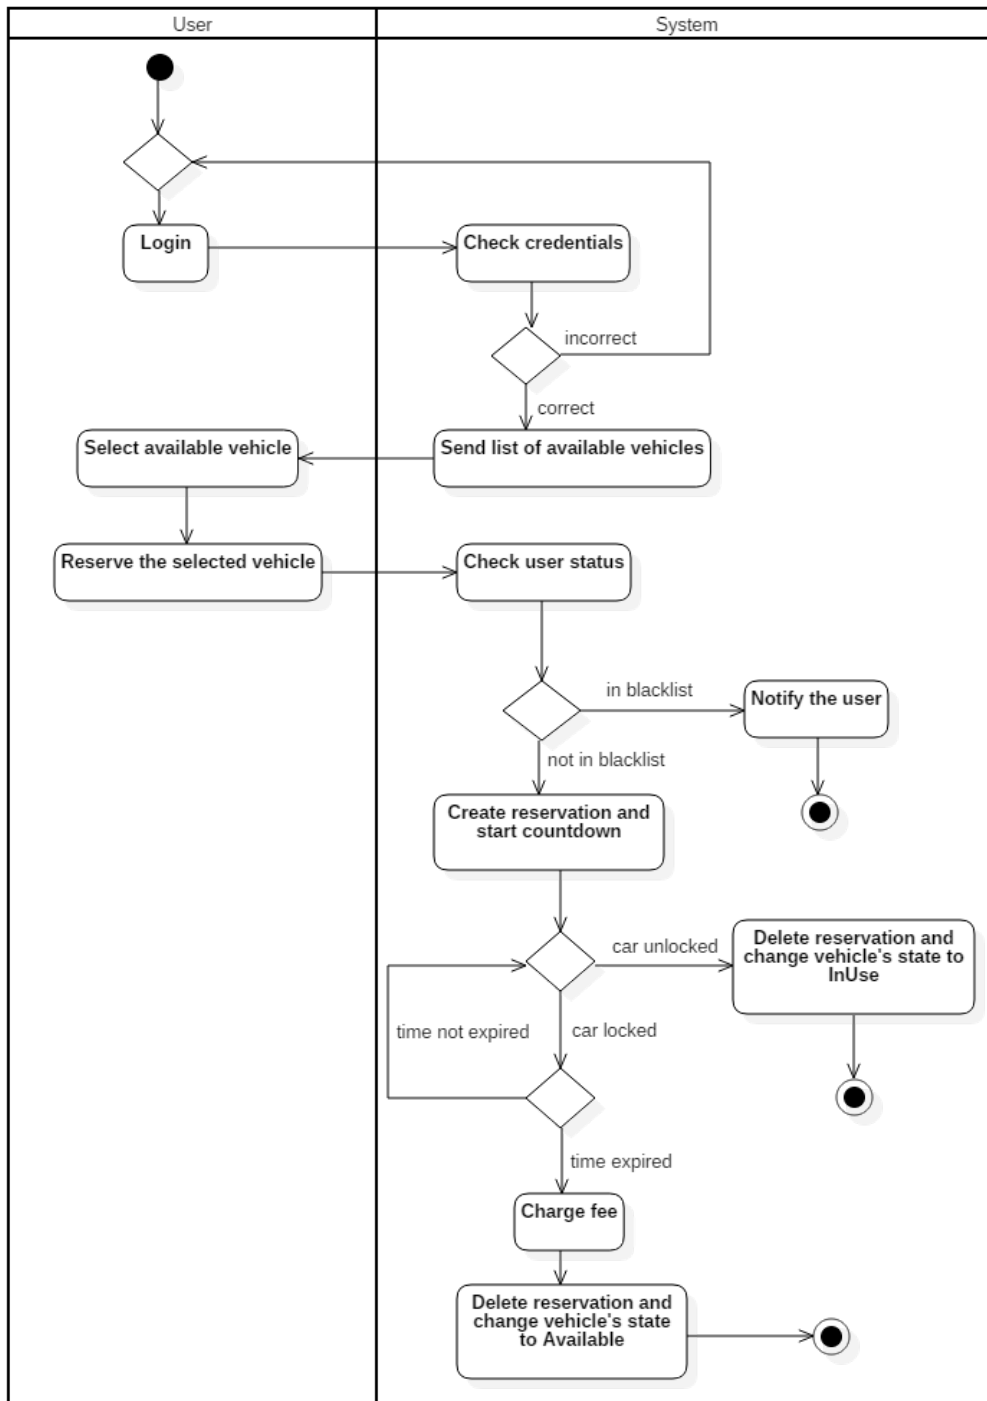 User
System
Login
Check credentials
incorrect
correct
Select available vehicle
Send list of available vehicles
Reserve the selected vehicle
Check user status
in blacklist
Notify the user
not in blacklist
Create reservation and
start countdown
car unlocked
Delete reservation and
change vehicle's state to
InUse
time not expired
car locked
time expired
Charge fee
Delete reservation and
change vehicle's state
to Available